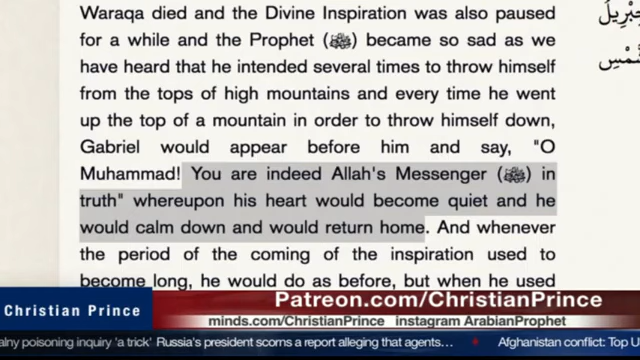 Waraqa died and the Divine Inspiration was also paused
for a while and the Prophet (ﷺ) became so sad as we
have heard that he intended several times to throw himself
from the tops of high mountains and every time he went
up the top of a mountain in order to throw himself down,
Gabriel would appear before him and say, "O
Muhammad! You are indeed Allah's Messenger (ﷺ) in
truth" whereupon his heart would become quiet and he
would calm down and would return home. And whenever
the period of the coming of the inspiration used to
become long, he would do as before, but when he used
جِبْرِيلُ
Christian Prince
Patreon.com/ChristianPrince
minds.com/ChristianPrince instagram ArabianProphet
alny poisoning inquiry 'a trick' Russia's president scorns a report alleging that agents... Afghanistan conflict: Top U